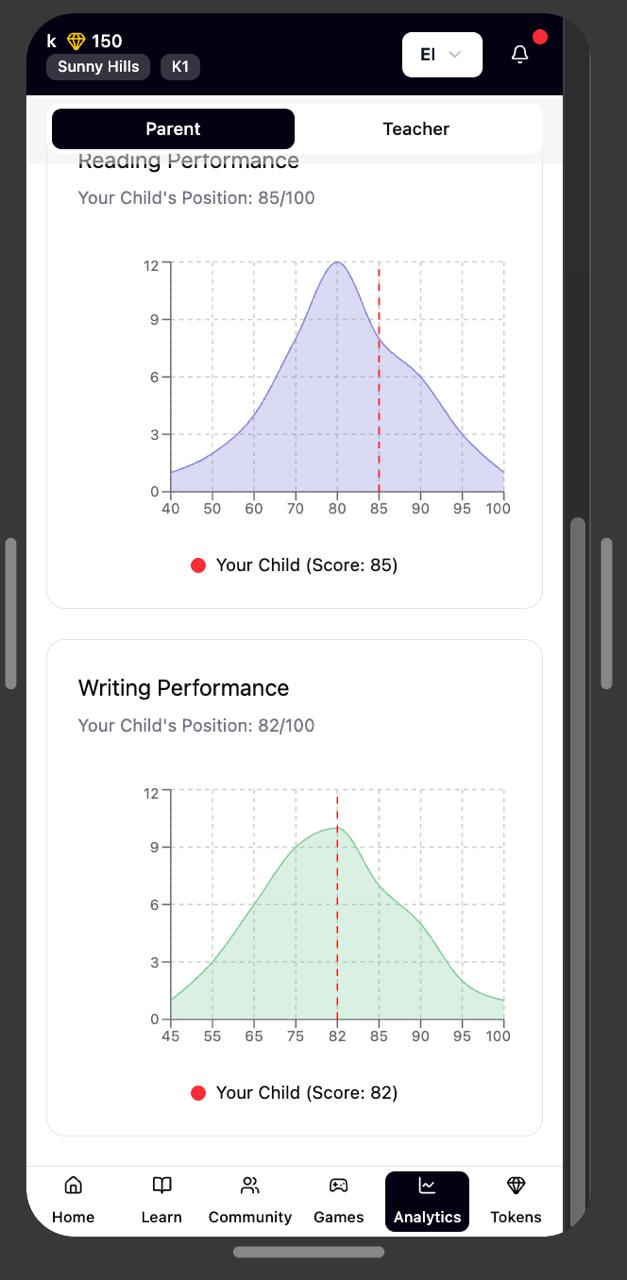 k 150
Sunny Hills K1
El
Parent Teacher
Reading Performance
Your Child's Position: 85/100
12
9
6
3
0
40 50 60 70 80 85 90 95 100
Your Child (Score: 85)
Writing Performance
Your Child's Position: 82/100
12
9
6
3
0
45 55 65 75 82 85 90 95 100
Your Child (Score: 82)
Home Learn Community Games Analytics Tokens